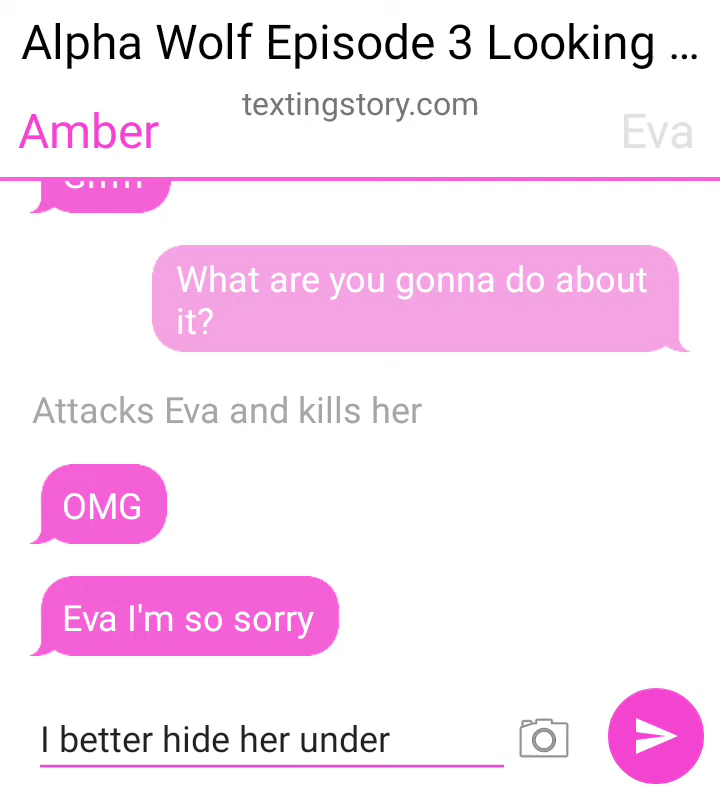 Alpha Wolf Episode 3 Looking ...
textingstory.com
Amber
Eva
What are you gonna do about
it?
Attacks Eva and kills her
OMG
Eva I'm so sorry
I better hide her under